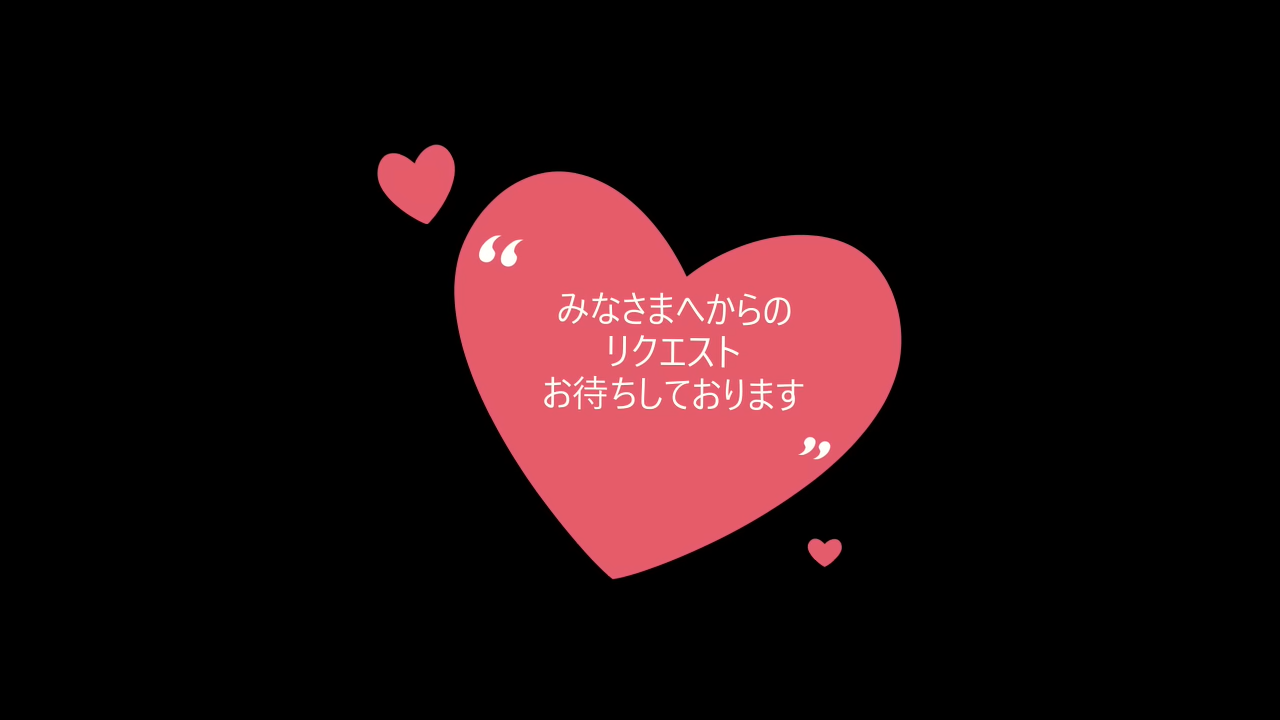 “
みなさまへからの
リクエスト
お待ちしております
”